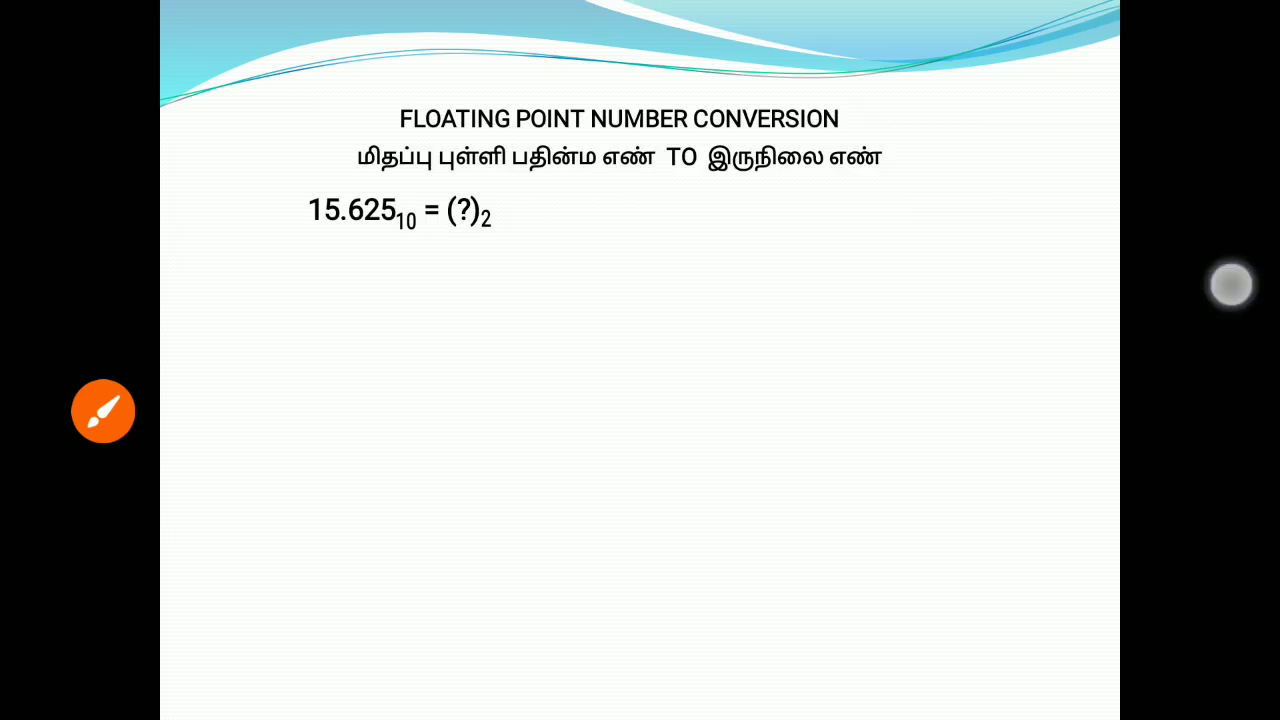 FLOATING POINT NUMBER CONVERSION
மிதப்பு புள்ளி பதின்ம எண் TO இருநிலை எண்
15.625₁₀ = (?)₂